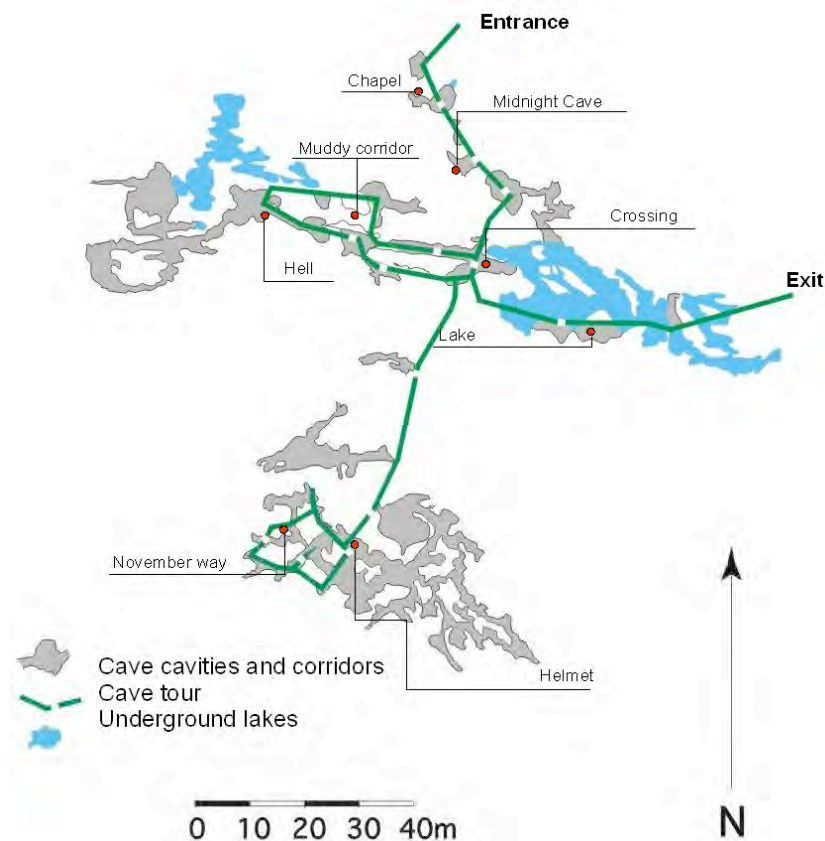 Entrance
Chapel
Midnight Cave
Muddy corridor
Crossing
Hell
Exit
Lake
November way
Helmet
Cave cavities and corridors
Cave tour
Underground lakes
0 10 20 30 40m
N